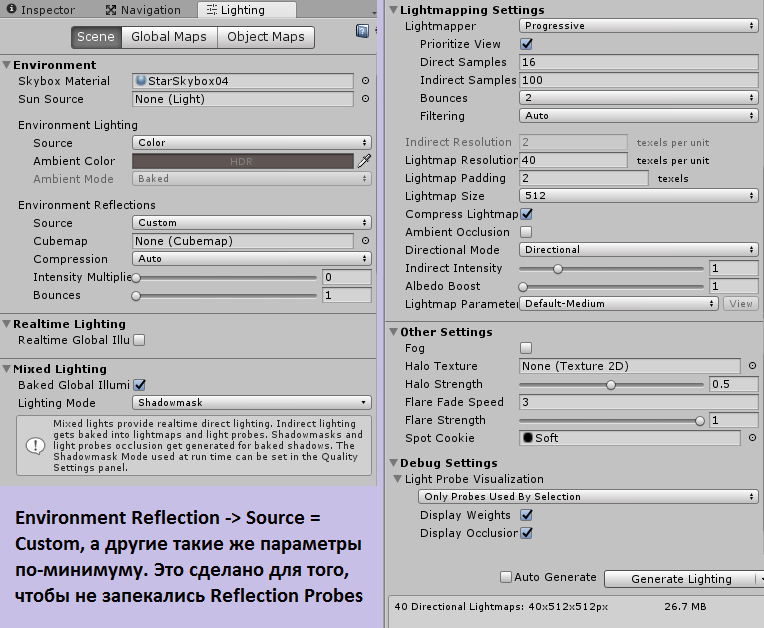 Inspector Navigation Lighting
Scene Global Maps Object Maps
Environment
Skybox Material StarSkybox04
Sun Source None (Light)
Environment Lighting
Source Color
Ambient Color HDR
Ambient Mode Baked
Environment Reflections
Source Custom
Cubemap None (Cubemap)
Compression Auto
Intensity Multiplie 0
Bounces 1
Realtime Lighting
Realtime Global Illu
Mixed Lighting
Baked Global Illumi
Lighting Mode Shadowmask
Mixed lights provide realtime direct lighting. Indirect lighting
gets baked into lightmaps and light probes. Shadowmasks and
light probes occlusion get generated for baked shadows. The
Shadowmask Mode used at run time can be set in the Quality
Settings panel.
Environment Reflection -> Source =
Custom, а другие такие же параметры
по-минимуму. Это сделано для того,
чтобы не запекались Reflection Probes
Lightmapping Settings
Lightmapper Progressive
Prioritize View
Direct Samples 16
Indirect Samples 100
Bounces 2
Filtering Auto
Indirect Resolution 2 texels per unit
Lightmap Resolution 40 texels per unit
Lightmap Padding 2 texels
Lightmap Size 512
Compress Lightmap
Ambient Occlusion
Directional Mode Directional
Indirect Intensity 1
Albedo Boost 1
Lightmap Parameter Default-Medium View
Other Settings
Fog
Halo Texture None (Texture 2D)
Halo Strength 0.5
Flare Fade Speed 3
Flare Strength 1
Spot Cookie Soft
Debug Settings
Light Probe Visualization
Only Probes Used By Selection
Display Weights
Display Occlusion
Auto Generate Generate Lighting
40 Directional Lightmaps: 40x512x512px 26.7 MB